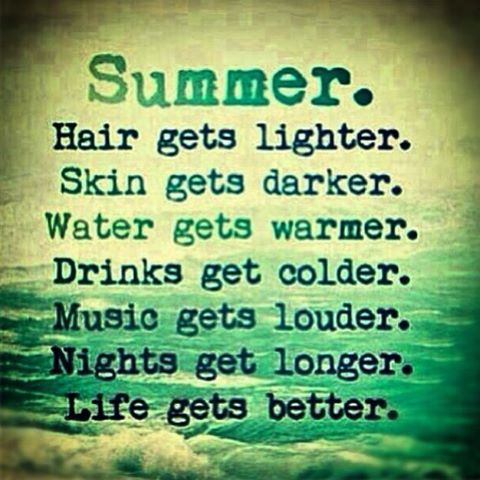 Summer.
Hair gets lighter.
Skin gets darker.
Water gets warmer.
Drinks get colder.
Music gets louder.
Nights get longer.
Life gets better.